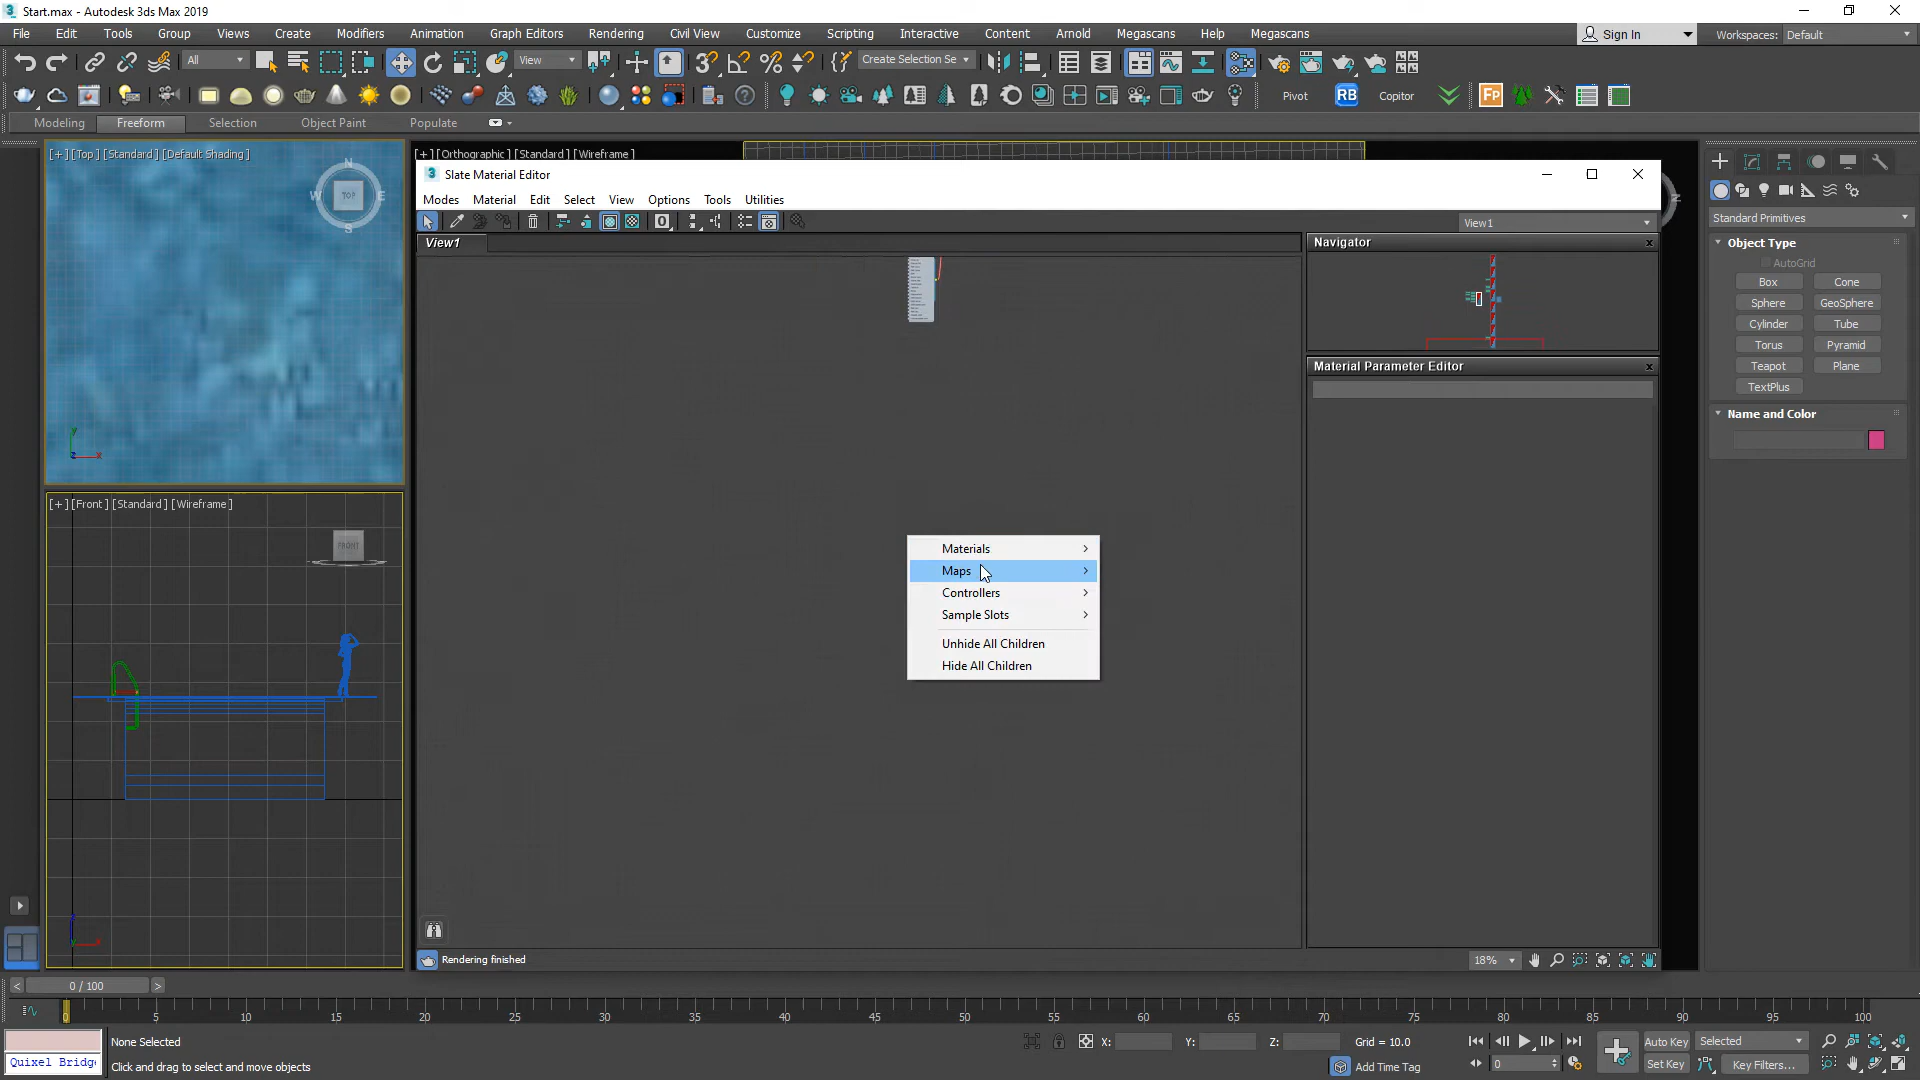 Start.max - Autodesk 3ds Max 2019
File Edit Tools Group Views Create Modifiers Animation Graph Editors Rendering Civil View Customize Scripting Interactive Content Arnold Megascans Help Megascans Sign In Workspaces: Default
All View Create Selection Se
Pivot RB Copitor Fp
Modeling Freeform Selection Object Paint Populate
[+] [Top] [Standard] [Default Shading]
[+] [Orthographic] [Standard] [Wireframe]
N
W TOP E
S
Z
Slate Material Editor
Modes Material Edit Select View Options Tools Utilities
View1
View1
Navigator
Material Parameter Editor
Standard Primitives
Object Type
AutoGrid
Box Cone
Sphere GeoSphere
Cylinder Tube
Torus Pyramid
Teapot Plane
TextPlus
Name and Color
[+] [Front] [Standard] [Wireframe]
FRONT
Materials
Maps
Controllers
Sample Slots
Unhide All Children
Hide All Children
Rendering finished
18%
0 / 100
0 5 10 15 20 25 30 35 40 45 50 55 60 65 70 75 80 85 90 95 100
None Selected
X: Y: Z: Grid = 10.0
Auto Key Selected
Quixel Bridg
Click and drag to select and move objects
Add Time Tag
0
Set Key Key Filters...